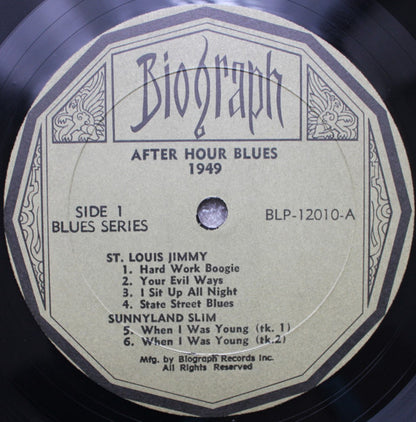 Biograph
AFTER HOUR BLUES
1949
SIDE 1
BLUES SERIES
BLP-12010-A
ST. LOUIS JIMMY
1. Hard Work Boogie
2. Your Evil Ways
3. I Sit Up All Night
4. State Street Blues
SUNNYLAND SLIM
5. When I Was Young (tk. 1)
6. When I Was Young (tk.2)
Mfg. by Biograph Records Inc.
All Rights Reserved